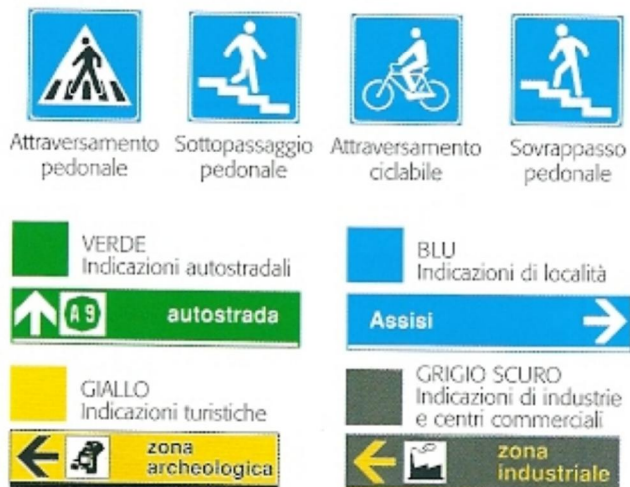 Attraversamento
pedonale
Sottopassaggio
pedonale
Attraversamento
ciclabile
Sovrappasso
pedonale
VERDE
Indicazioni autostradali
A 9 autostrada
BLU
Indicazioni di località
Assisi
GIALLO
Indicazioni turistiche
zona
archeologica
GRIGIO SCURO
Indicazioni di industrie
e centri commerciali
zona
industriale